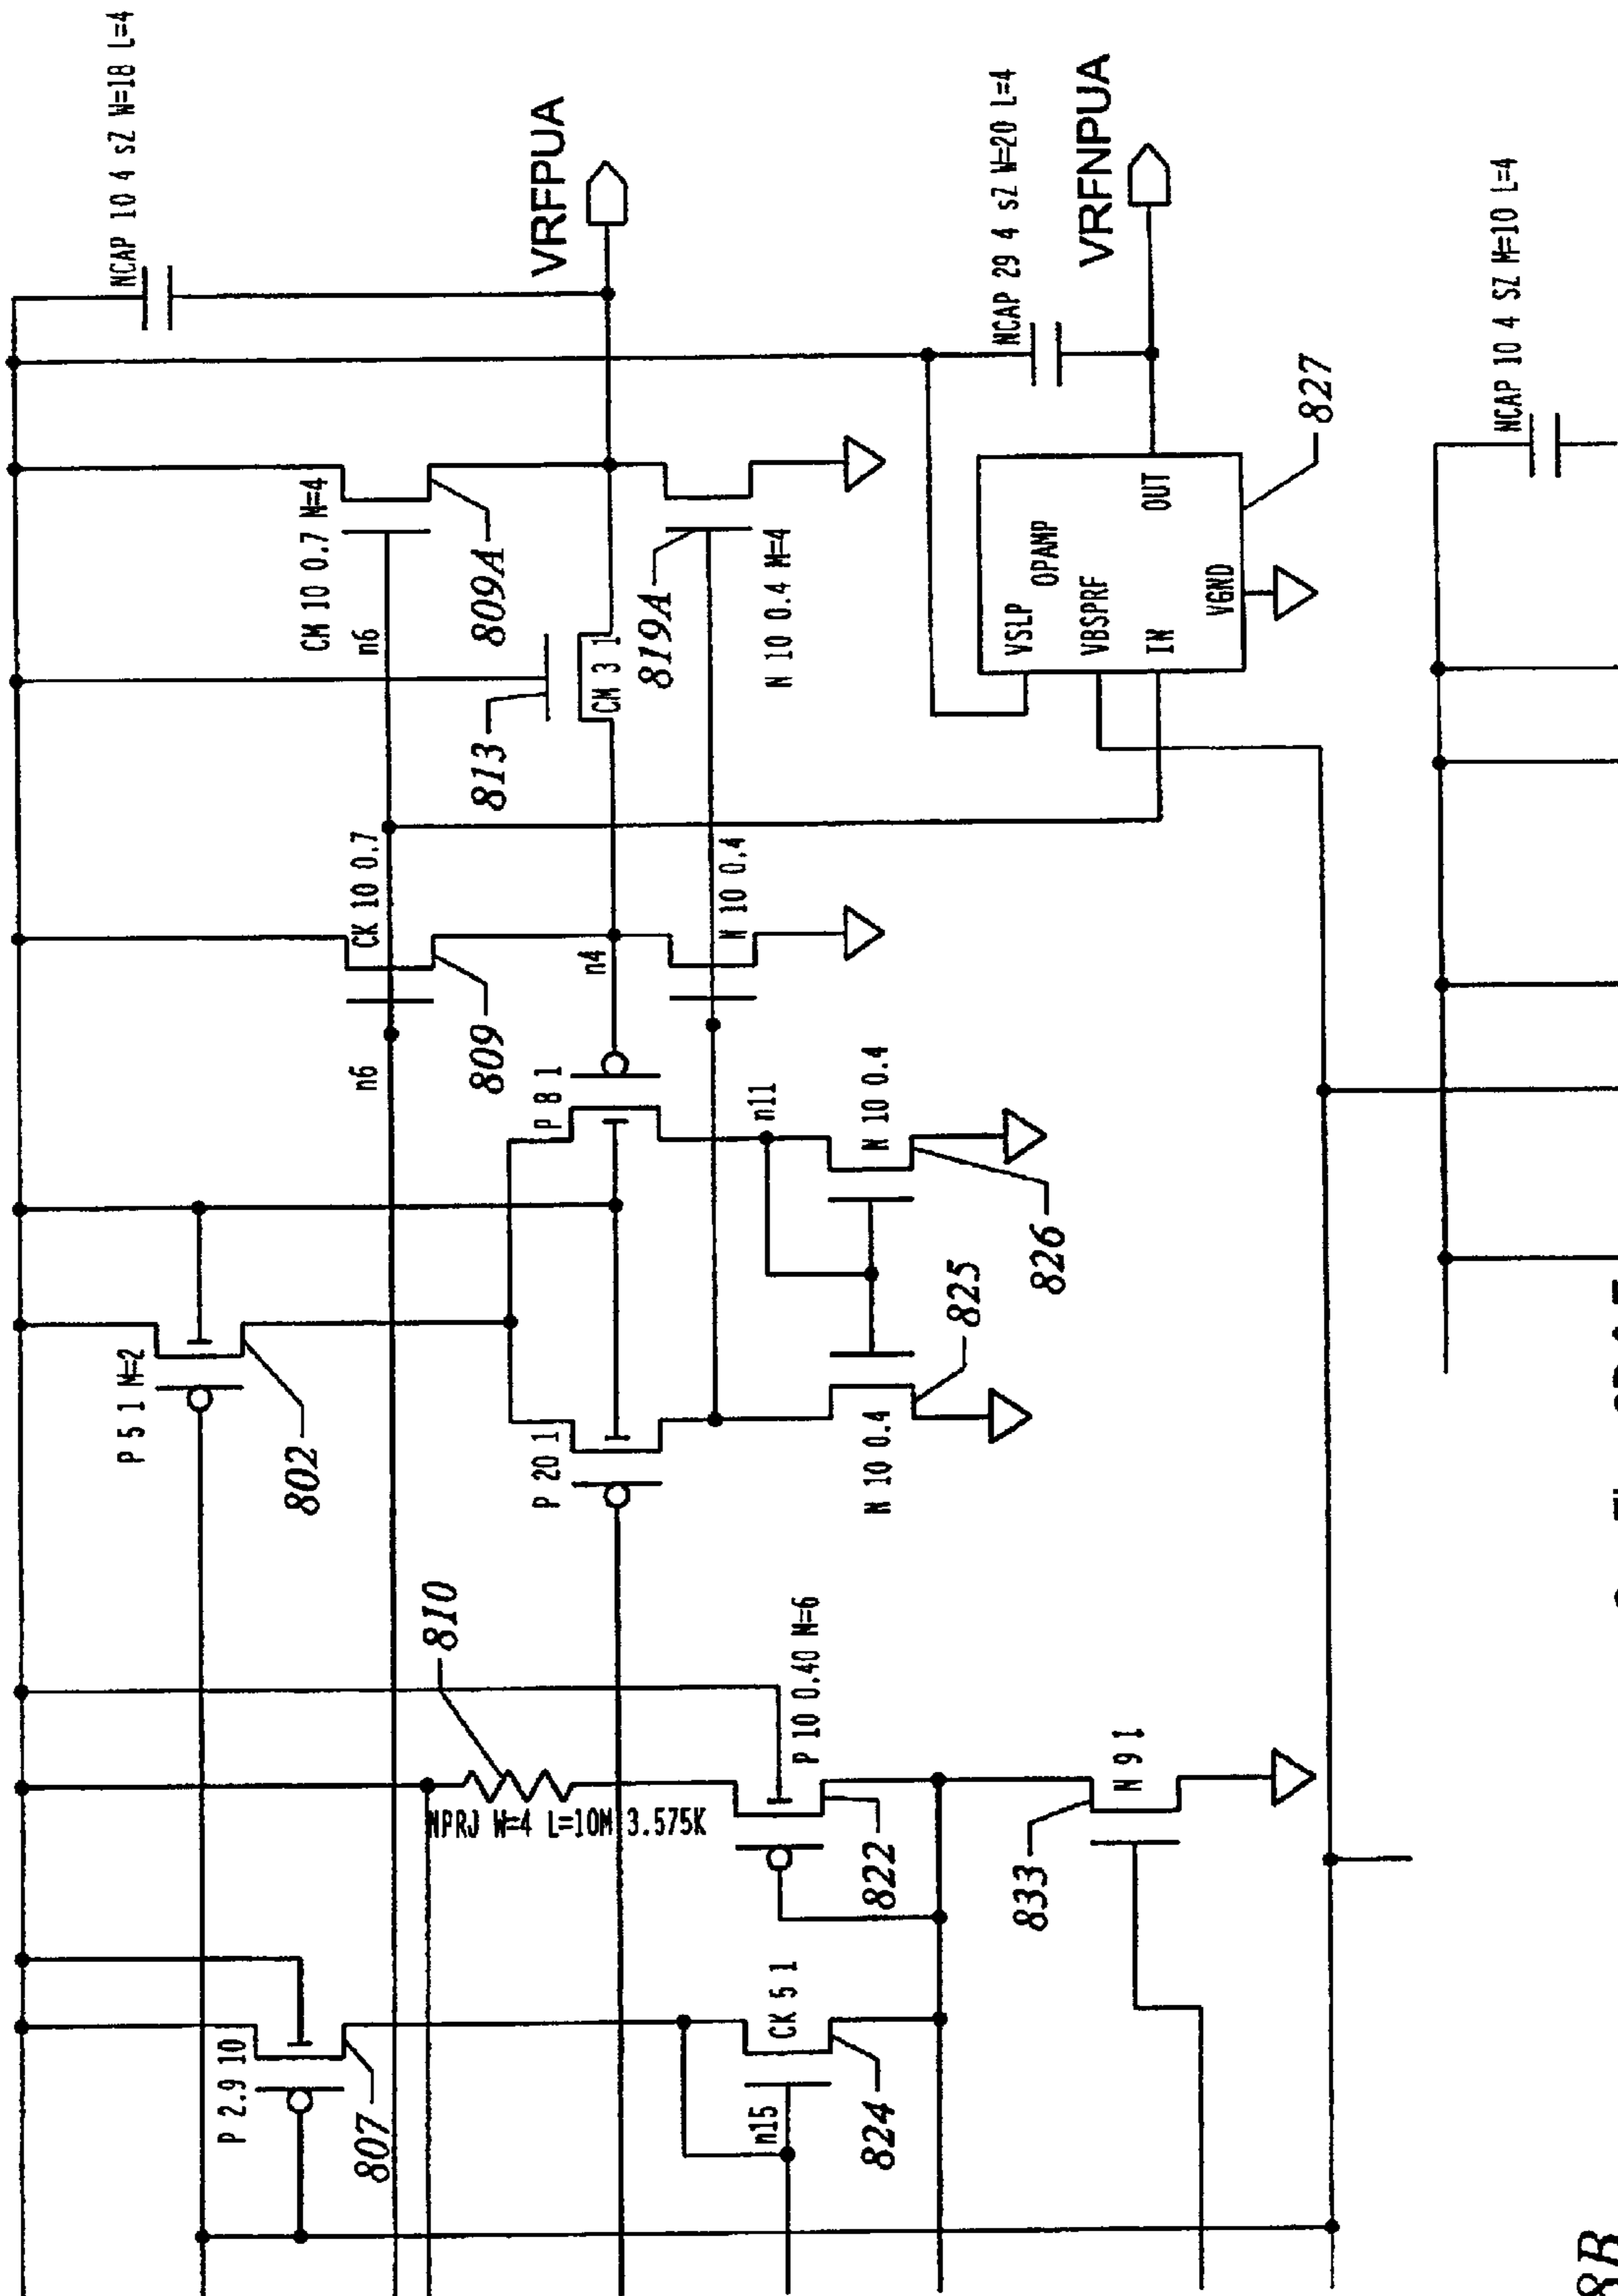 NCAP 10 4 sZ W=18 L=4
VRFPUA
NCAP 29 4 sZ W=20 L=4
VRFNPUA
NCAP 10 4 SZ M=10 L=4
CM 10 0.7 M=4
n6
809A
813
CM 3 1
819A
N 10 0.4 M=4
VSLP
OPAMP
VBSPRF
IN
OUT
VGND
827
CK 10 0.7
n6
809
n4
N 10 0.4
P 5 1 M=2
802
P 20 1
P 8 1
n11
N 10 0.4
826
N 10 0.4
825
810
NPRJ W=4 L=10M 3.575K
P 10 0.40 M=6
822
N 9 1
833
P 2.9 10
807
n15
CK 5 1
824
8B